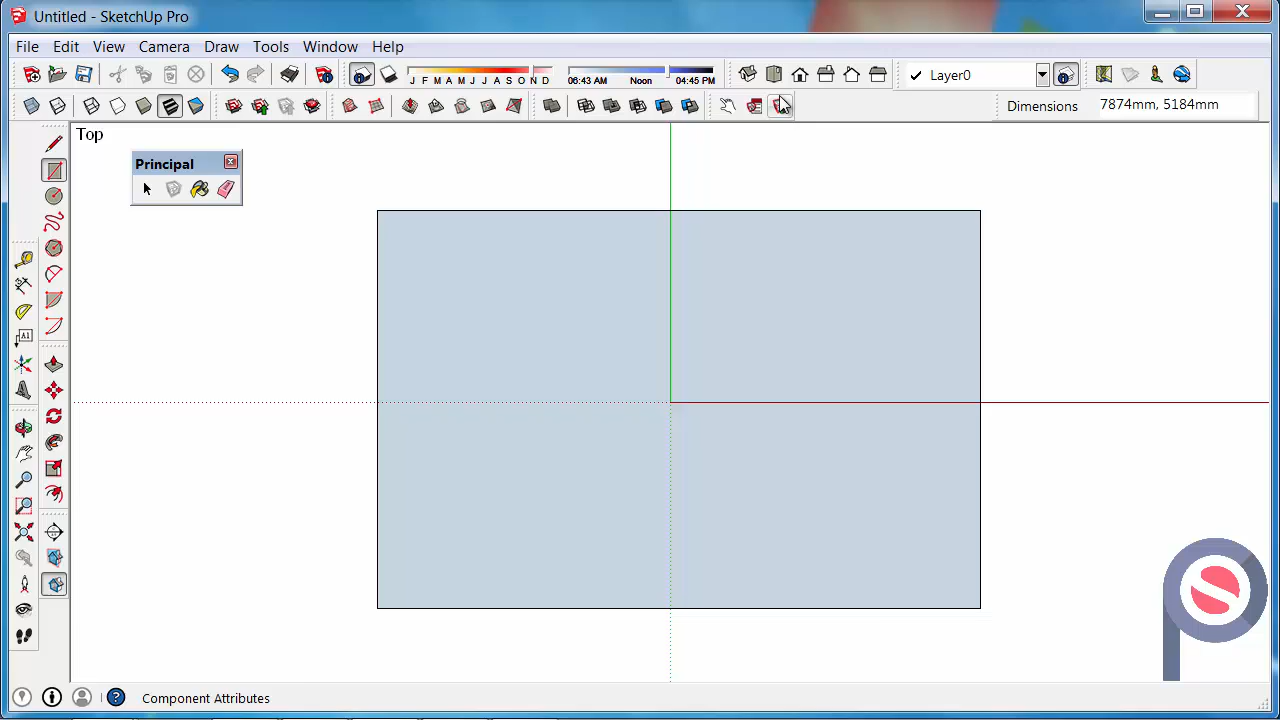 Untitled - SketchUp Pro
File Edit View Camera Draw Tools Window Help
J F M A M J J A S O N D
06:43 AM Noon 04:45 PM
Layer0
Dimensions 7874mm, 5184mm
Top
Principal
A1
Component Attributes